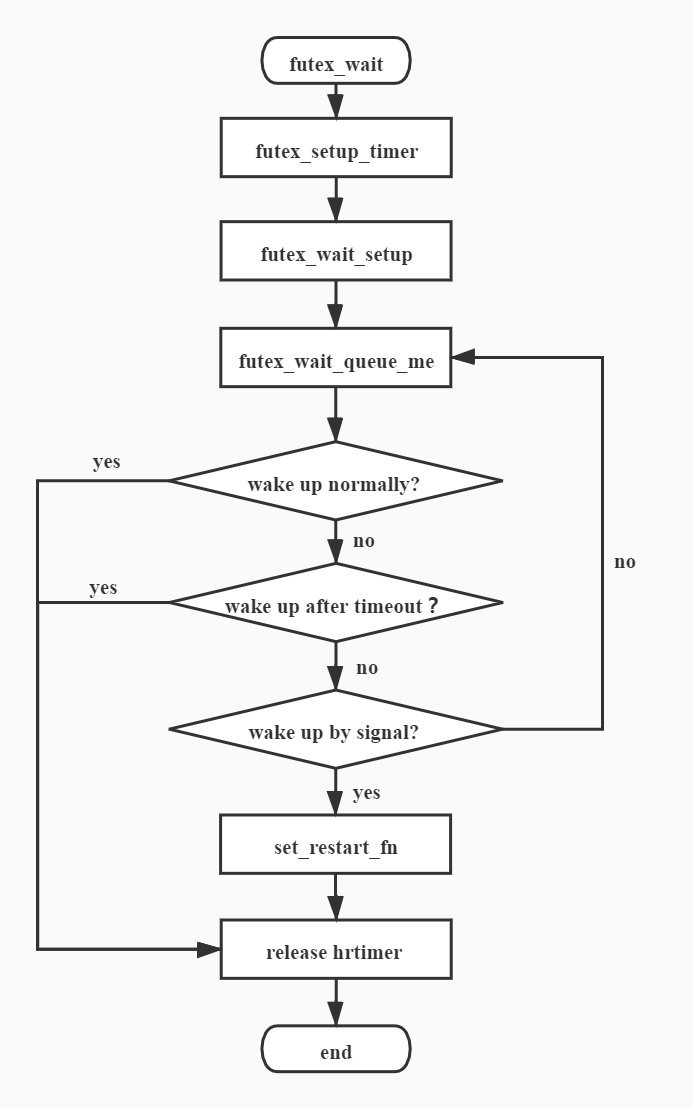 futex_wait
futex_setup_timer
futex_wait_setup
futex_wait_queue_me
yes
wake up normally?
no
no
yes
wake up after timeout？
no
wake up by signal?
yes
set_restart_fn
release hrtimer
end